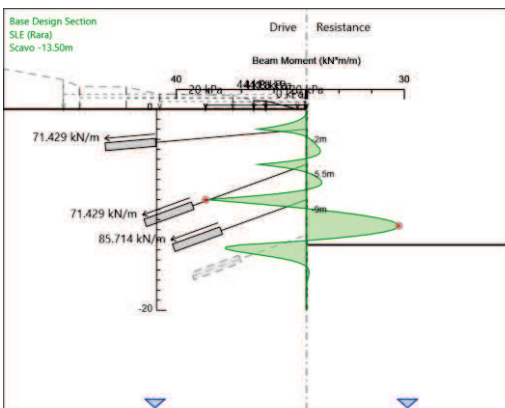 Base Design Section
SLE (Rara)
Scavo -13.50m
Drive
Resistance
Beam Moment (kN*m/m)
40
30
20 kPa
0
-2m
71.429 kN/m
-5.5m
-9m
71.429 kN/m
85.714 kN/m
-20